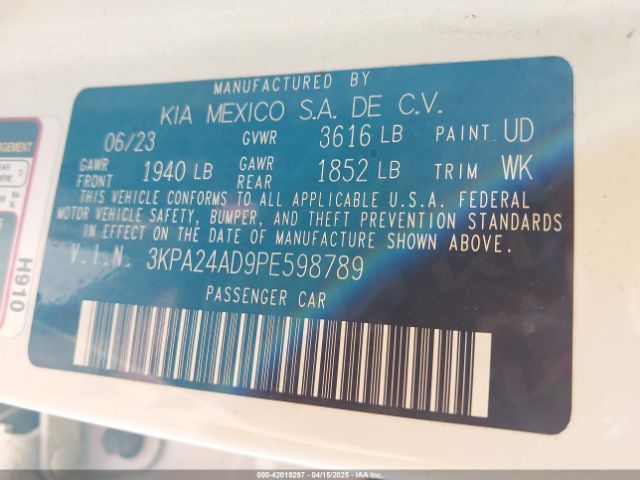 MANUFACTURED BY
KIA MEXICO S.A. DE C.V.
06/23 GVWR 3616 LB PAINT UD
GAWR FRONT 1940 LB GAWR REAR 1852 LB TRIM WK
THIS VEHICLE CONFORMS TO ALL APPLICABLE U.S.A. FEDERAL
MOTOR VEHICLE SAFETY, BUMPER, AND THEFT PREVENTION STANDARDS
IN EFFECT ON THE DATE OF MANUFACTURE SHOWN ABOVE.
V.I.N. 3KPA24AD9PE598789
PASSENGER CAR
H910
000-42019297 - 04/15/2025 - IAA Inc.